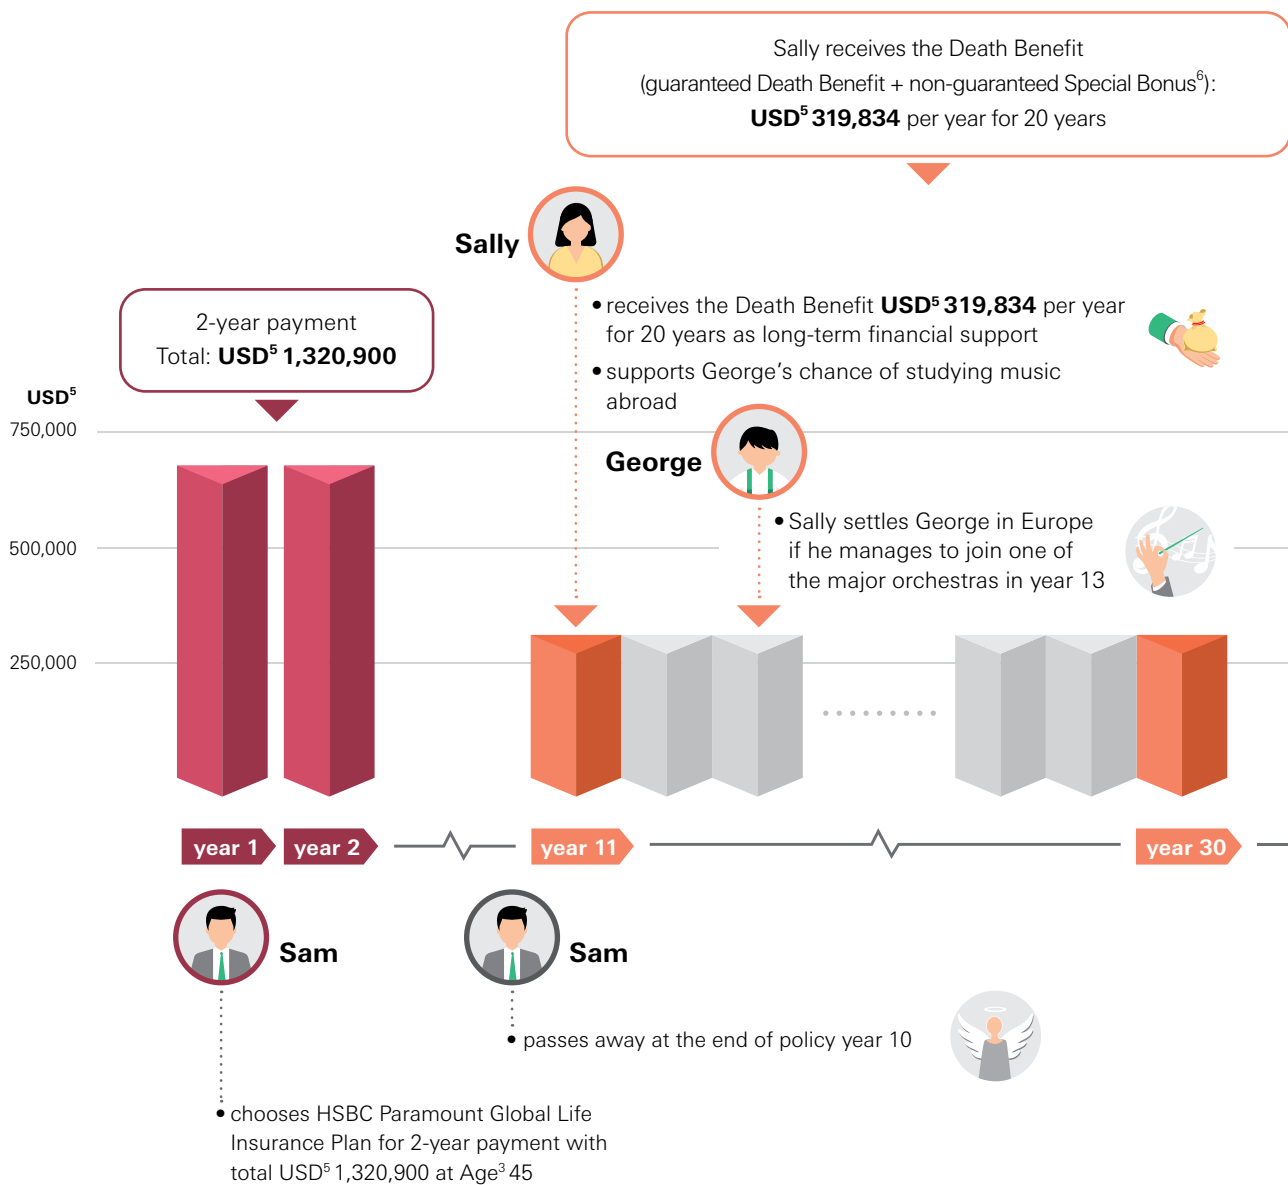 Sally receives the Death Benefit
(guaranteed Death Benefit + non-guaranteed Special Bonus⁶):
USD⁵ 319,834 per year for 20 years
Sally
• receives the Death Benefit USD⁵ 319,834 per year
for 20 years as long-term financial support
• supports George’s chance of studying music
abroad
2-year payment
Total: USD⁵ 1,320,900
USD⁵
750,000
500,000
250,000
George
• Sally settles George in Europe
if he manages to join one of
the major orchestras in year 13
year 1
year 2
year 11
year 30
Sam
Sam
• passes away at the end of policy year 10
• chooses HSBC Paramount Global Life
Insurance Plan for 2-year payment with
total USD⁵ 1,320,900 at Age³ 45